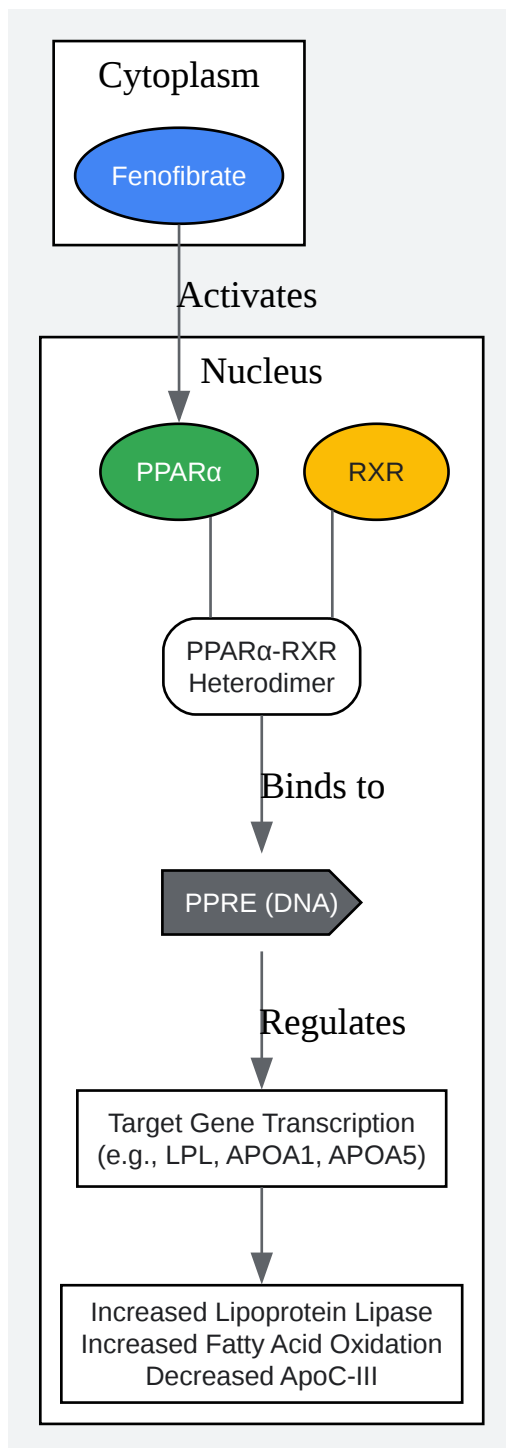 Cytoplasm
Fenofibrate
Activates
Nucleus
PPARα
RXR
PPARα-RXR
Heterodimer
Binds to
PPRE (DNA)
Regulates
Target Gene Transcription
(e.g., LPL, APOA1, APOA5)
Increased Lipoprotein Lipase
Increased Fatty Acid Oxidation
Decreased ApoC-III